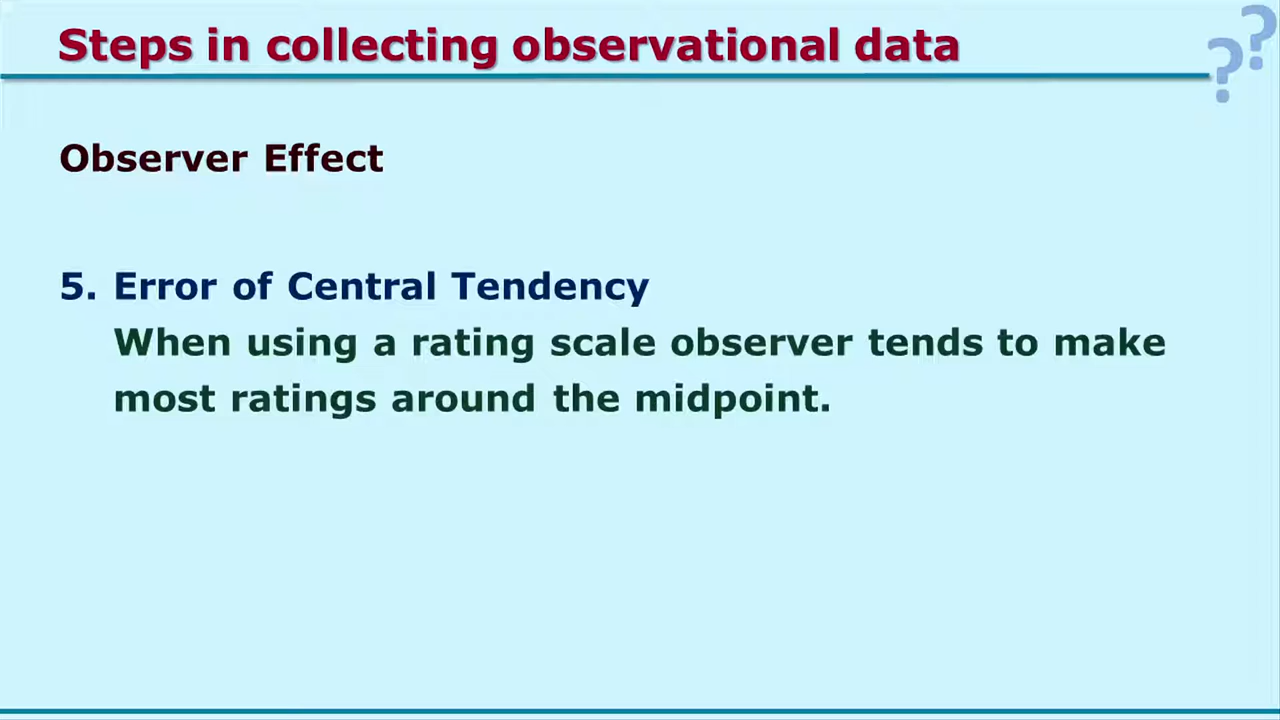 Steps in collecting observational data
? ?
Observer Effect
5. Error of Central Tendency
When using a rating scale observer tends to make
most ratings around the midpoint.